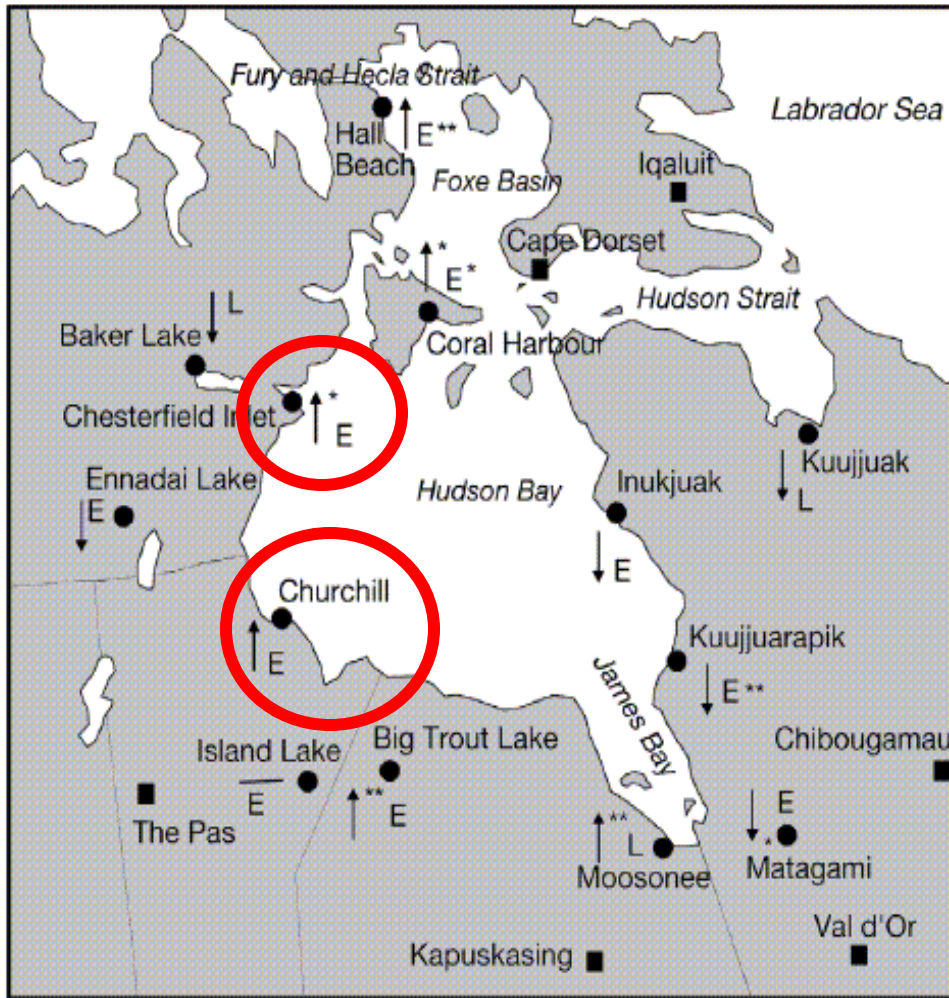 Fury and Hecla Strait
Labrador Sea
Hall
Beach
E**
Foxe Basin
Iqaluit
Cape Dorset
*
E*
Hudson Strait
L
Baker Lake
Coral Harbour
Chesterfield Inlet
*
E
Kuujjuak
L
Ennadai Lake
E
Hudson Bay
Inukjuak
E
Churchill
E
Kuujjuarapik
E**
James Bay
Island Lake
E
Big Trout Lake
**
E
Chibougamau
The Pas
**
L
Moosonee
E
*
Matagami
Val d'Or
Kapuskasing